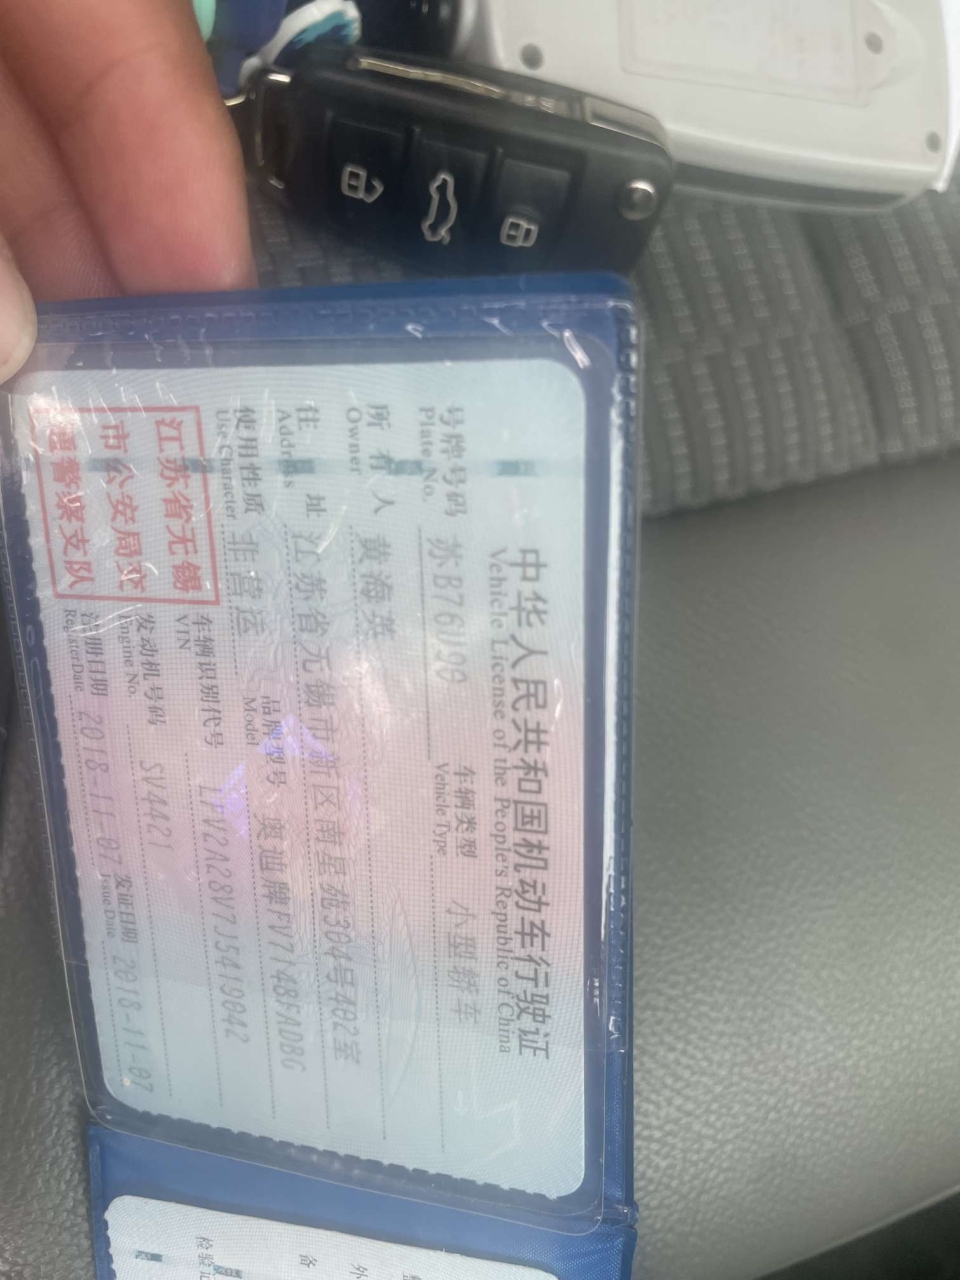 中华人民共和国机动车行驶证
Vehicle License of the People's Republic of China
号牌号码 苏B76U90 车辆类型 小型轿车
Plate No. Vehicle Type
所有人 黄海英
Owner
住址 江苏省无锡市新区南星苑304号402室
Address
使用性质 非营运 品牌型号 奥迪牌FV7148FADBG
Use Character Model
江苏省无锡
市公安局交
通警察支队
车辆识别代号 LFV2A28V7J5419042
VIN
发动机号码 SV4421
Engine No.
注册日期 2018-11-07 发证日期 2018-11-07
Register Date Issue Date
备
检验记